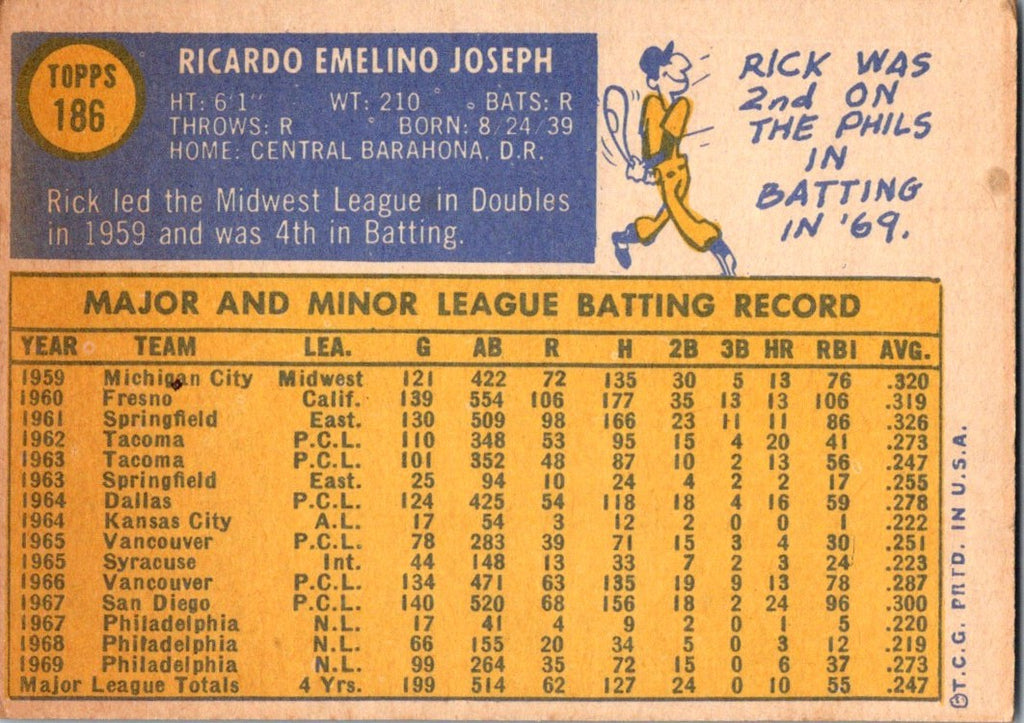 TOPPS
186
RICARDO EMELINO JOSEPH
HT: 6'1" WT: 210 BATS: R
THROWS: R BORN: 8/24/39
HOME: CENTRAL BARAHONA, D.R.
Rick led the Midwest League in Doubles
in 1959 and was 4th in Batting.
RICK WAS
2nd ON
THE PHILS
IN
BATTING
IN '69.
MAJOR AND MINOR LEAGUE BATTING RECORD
YEAR TEAM LEA. G AB R H 2B 3B HR RBI AVG.
1959 Michigan City Midwest 121 422 72 135 30 5 13 76 .320
1960 Fresno Calif. 139 554 106 177 35 13 13 106 .319
1961 Springfield East. 130 509 98 166 23 11 11 86 .326
1962 Tacoma P.C.L. 110 348 53 95 15 4 20 41 .273
1963 Tacoma P.C.L. 101 352 48 87 10 2 13 56 .247
1963 Springfield East. 25 94 10 24 4 2 2 17 .255
1964 Dallas P.C.L. 124 425 54 118 18 4 16 59 .278
1964 Kansas City A.L. 17 54 3 12 2 0 0 1 .222
1965 Vancouver P.C.L. 78 283 39 71 15 3 4 30 .251
1965 Syracuse Int. 44 148 13 33 7 2 3 24 .223
1966 Vancouver P.C.L. 134 471 63 135 19 9 13 78 .287
1967 San Diego P.C.L. 140 520 68 156 18 2 24 96 .300
1967 Philadelphia N.L. 17 41 4 9 2 0 1 5 .220
1968 Philadelphia N.L. 66 155 20 34 5 0 3 12 .219
1969 Philadelphia N.L. 99 264 35 72 15 0 6 37 .273
Major League Totals 4 Yrs. 199 514 62 127 24 0 10 55 .247
©T.C.G. PRTD. IN U.S.A.